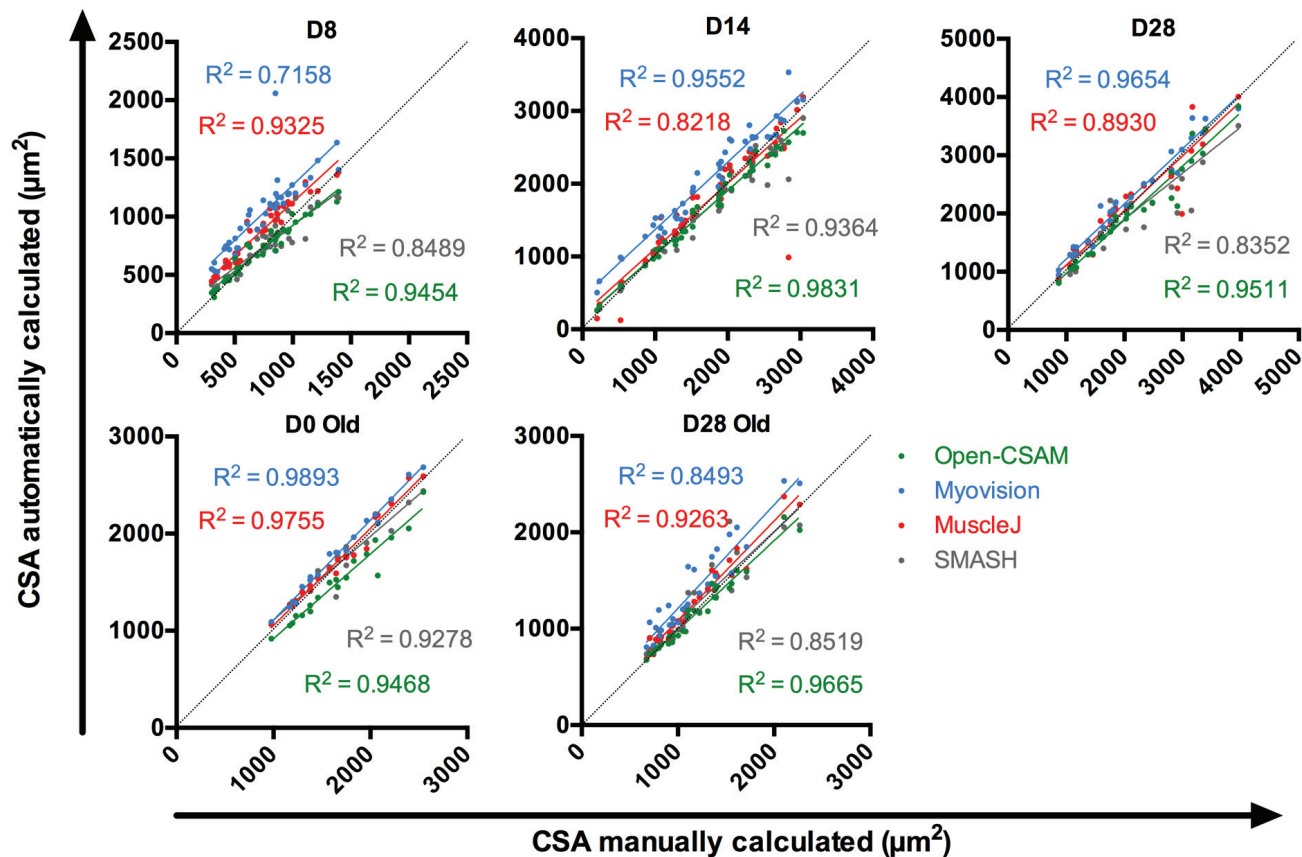 CSA automatically calculated (µm²)
D8
2500
2000
1500
1000
500
0
R² = 0.7158
R² = 0.9325
R² = 0.8489
R² = 0.9454
0
500
1000
1500
2000
2500
D14
4000
3000
2000
1000
0
R² = 0.9552
R² = 0.8218
R² = 0.9364
R² = 0.9831
0
1000
2000
3000
4000
D28
5000
4000
3000
2000
1000
0
R² = 0.9654
R² = 0.8930
R² = 0.8352
R² = 0.9511
0
1000
2000
3000
4000
5000
D0 Old
3000
2000
1000
0
R² = 0.9893
R² = 0.9755
R² = 0.9278
R² = 0.9468
0
1000
2000
3000
D28 Old
3000
2000
1000
0
R² = 0.8493
R² = 0.9263
R² = 0.8519
R² = 0.9665
0
1000
2000
3000
Open-CSAM
Myovision
MuscleJ
SMASH
CSA manually calculated (µm²)